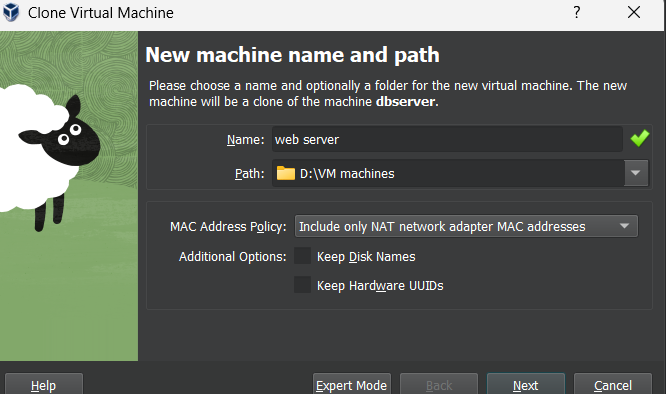 Clone Virtual Machine
?
New machine name and path
Please choose a name and optionally a folder for the new virtual machine. The new
machine will be a clone of the machine dbserver.
Name: web server
Path: D:\VM machines
MAC Address Policy: Include only NAT network adapter MAC addresses
Additional Options: Keep Disk Names
Keep Hardware UUIDs
Help Expert Mode Back Next Cancel